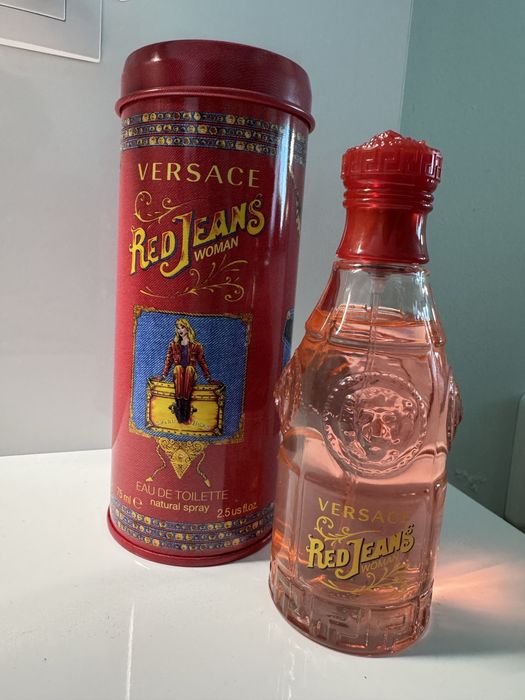 VERSACE
RED JEANS
WOMAN
EAU DE TOILETTE
75 ml e natural spray 2.5 us fl.oz.
VERSACE
RED JEANS
WOMAN